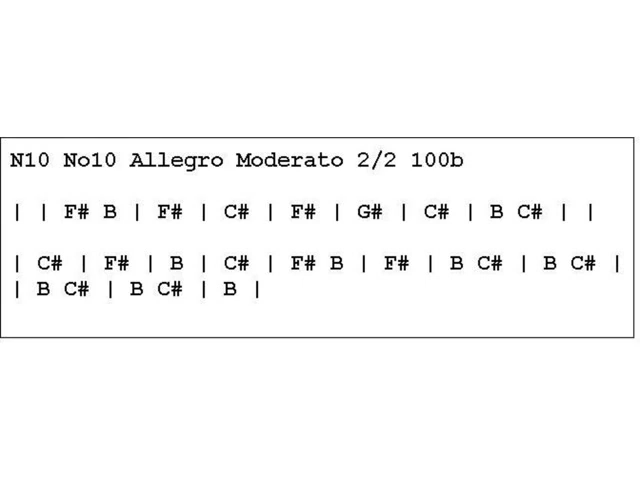 N10 No10 Allegro Moderato 2/2 100b
| | F# B | F# | C# | F# | G# | C# | B C# | |
| C# | F# | B | C# | F# B | F# | B C# | B C# |
| B C# | B C# | B |